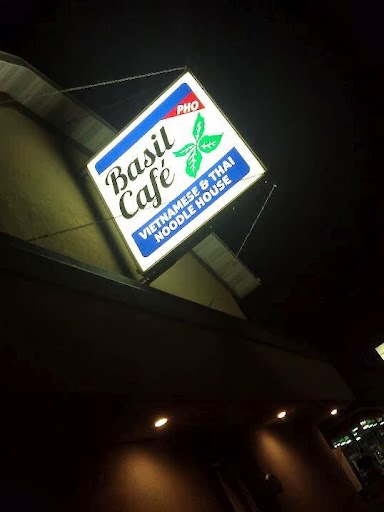 PHO
Basil
Café
VIETNAMESE & THAI
NOODLE HOUSE